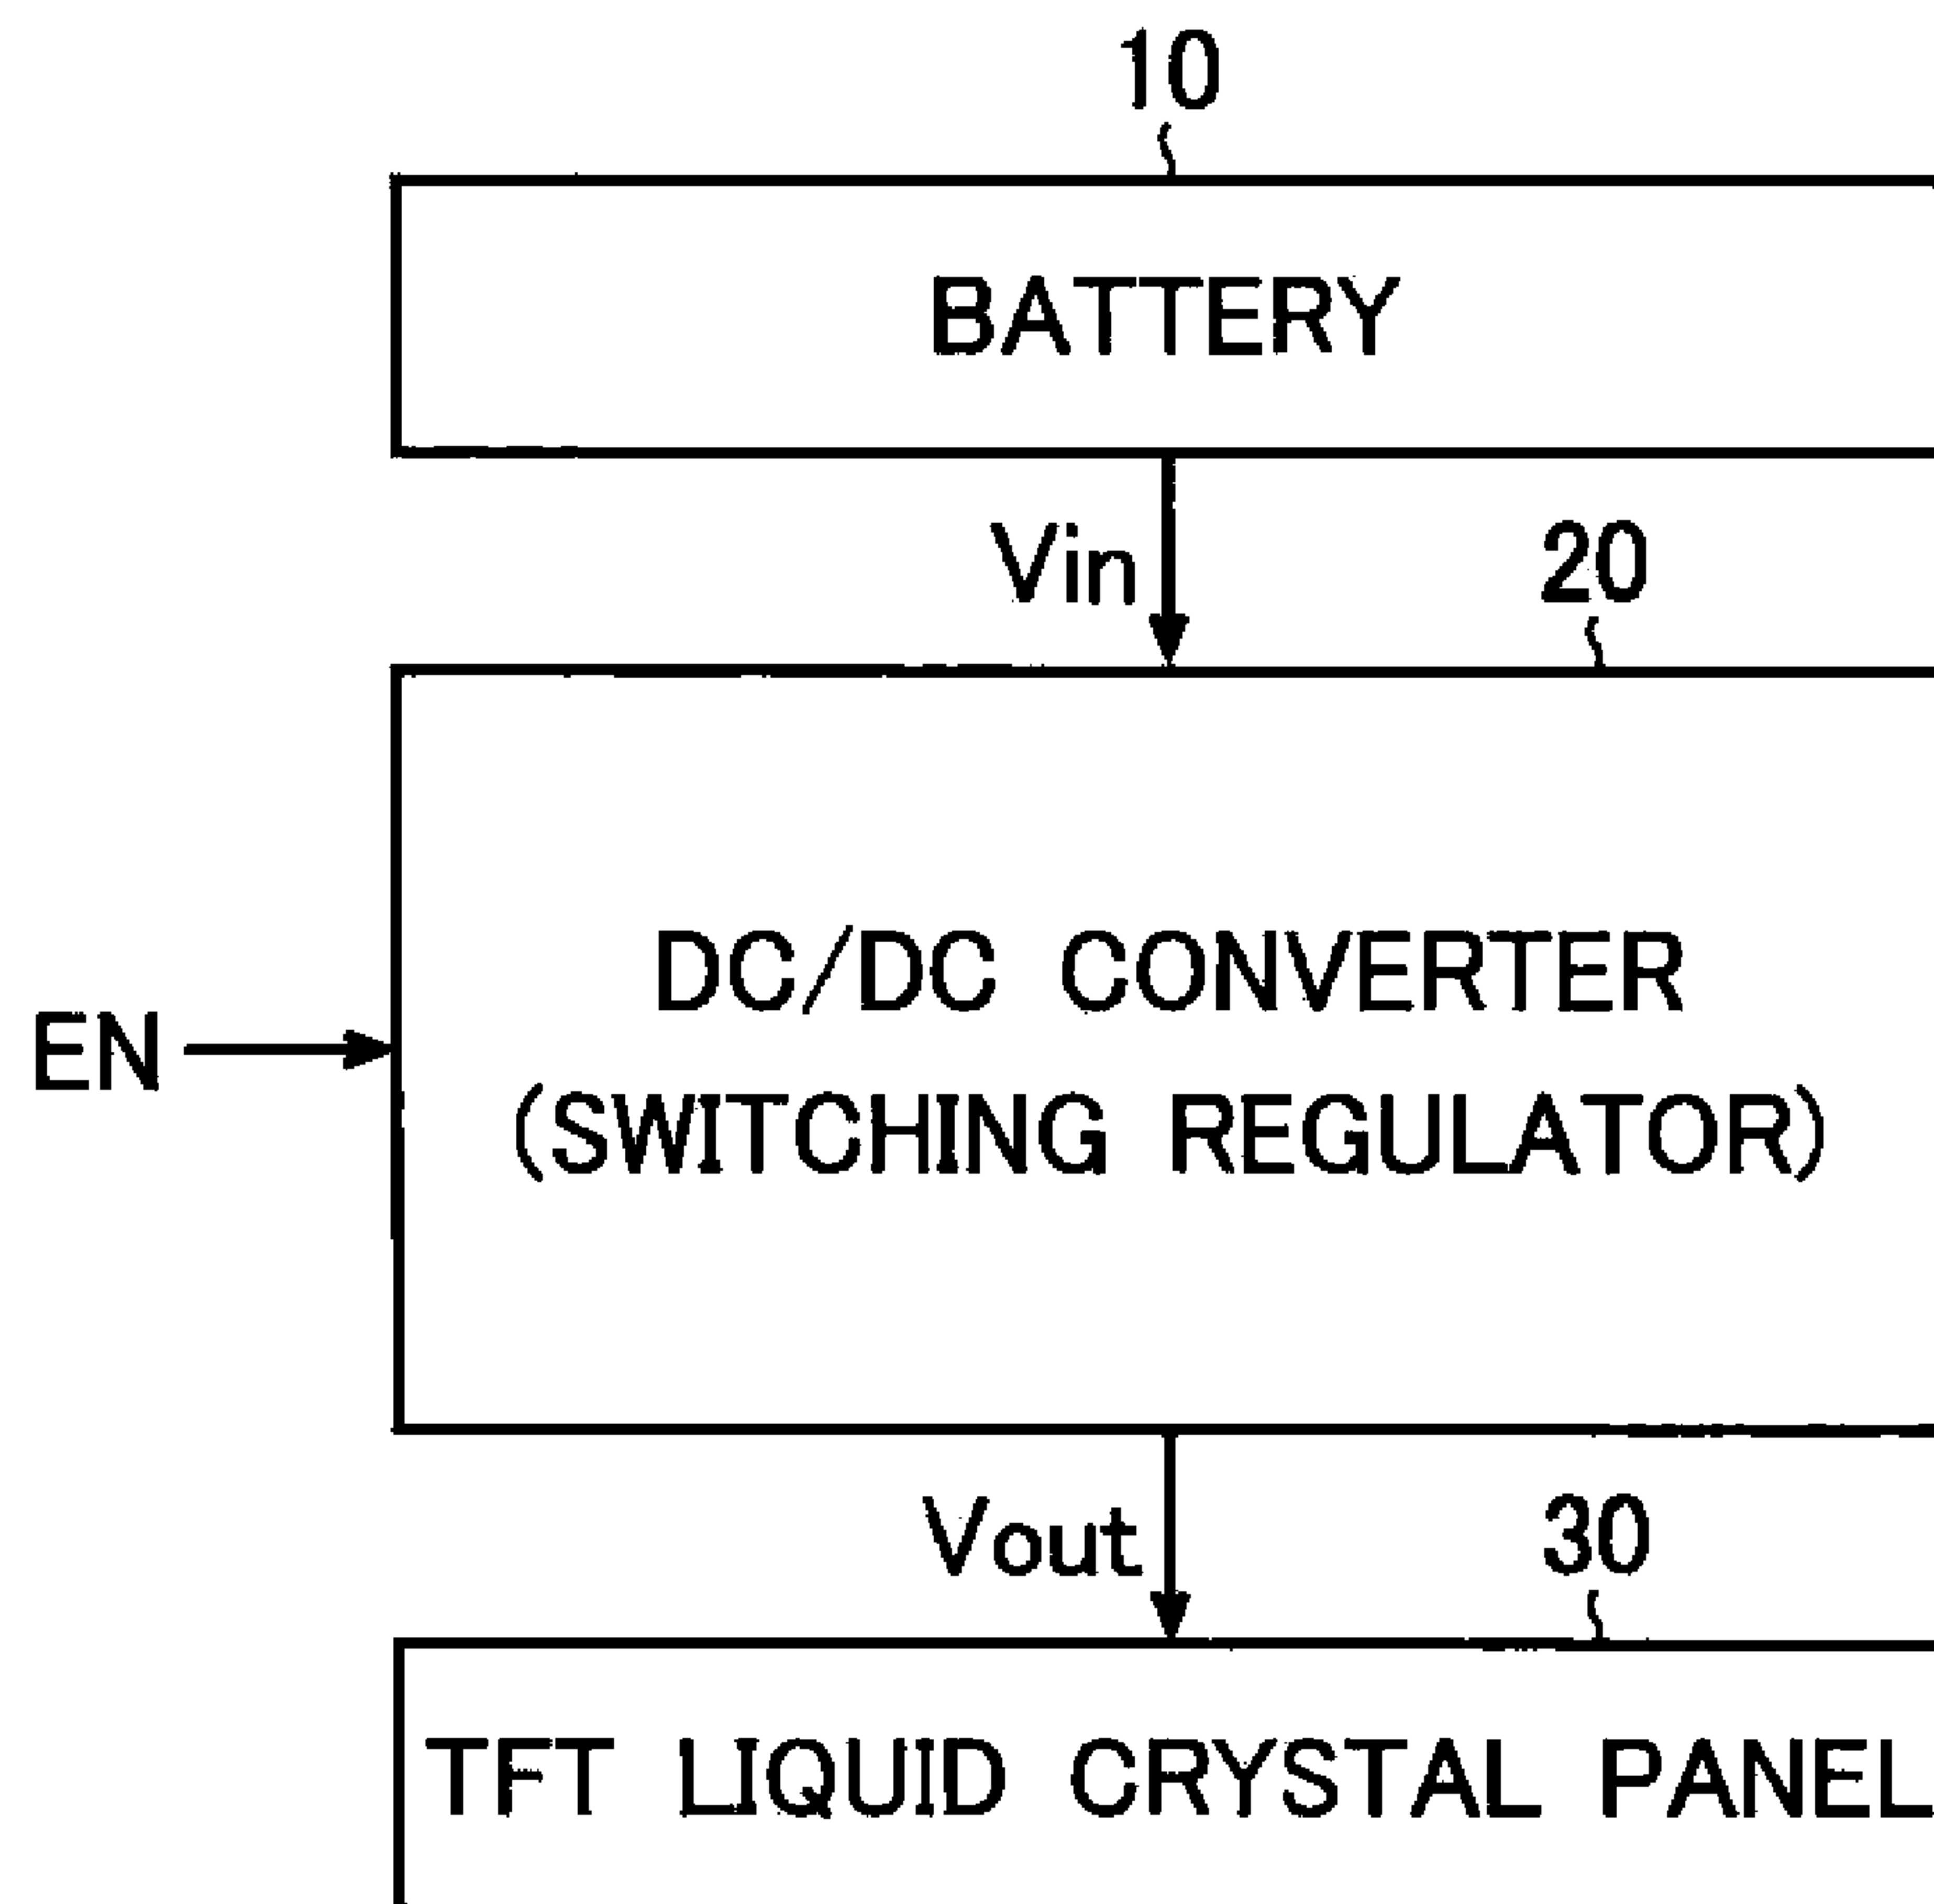 10
BATTERY
Vin
20
DC/DC CONVERTER
EN
(SWITCHING REGULATOR)
Vout
30
TFT LIQUID CRYSTAL PANEL